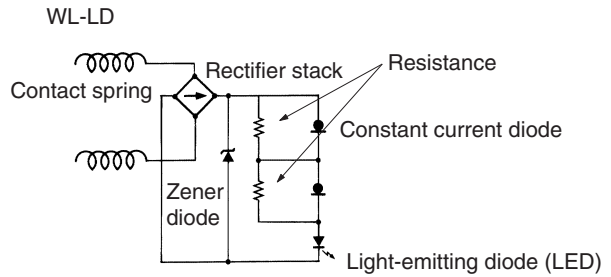 WL-LD
Rectifier stack
Resistance
Contact spring
Constant current diode
Zener
diode
Light-emitting diode (LED)